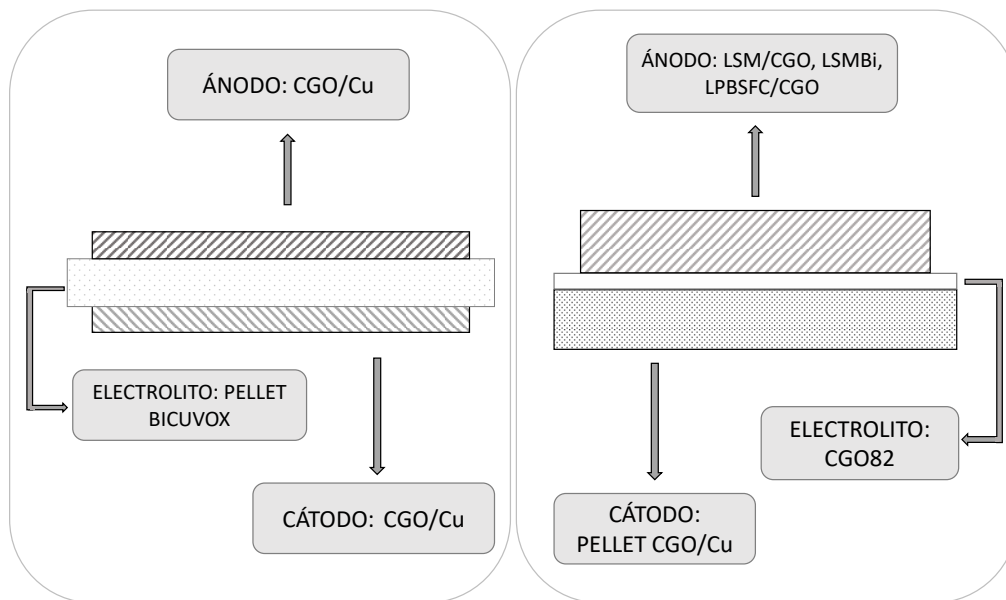 ÁNODO: CGO/Cu
ELECTROLITO: PELLET
BICUVOX
CÁTODO: CGO/Cu
ÁNODO: LSM/CGO, LSMBi,
LPBSFC/CGO
ELECTROLITO:
CGO82
CÁTODO:
PELLET CGO/Cu